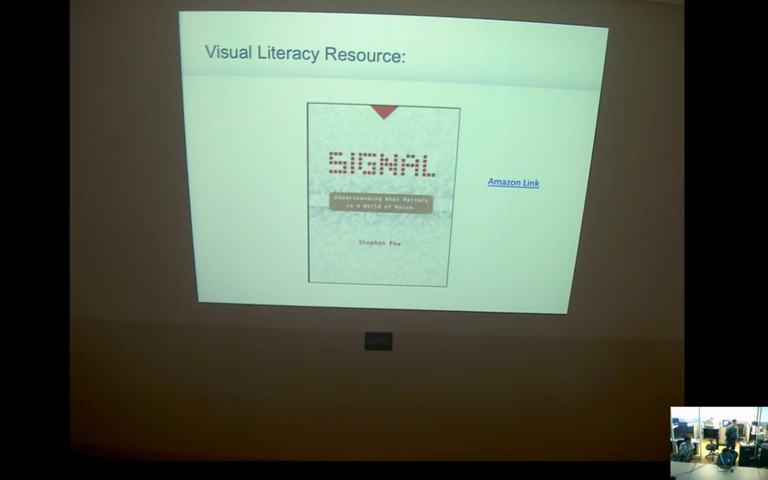 Visual Literacy Resource:
SIGNAL
Understanding What Matters
in a World of Noise
Stephen Few
Amazon Link